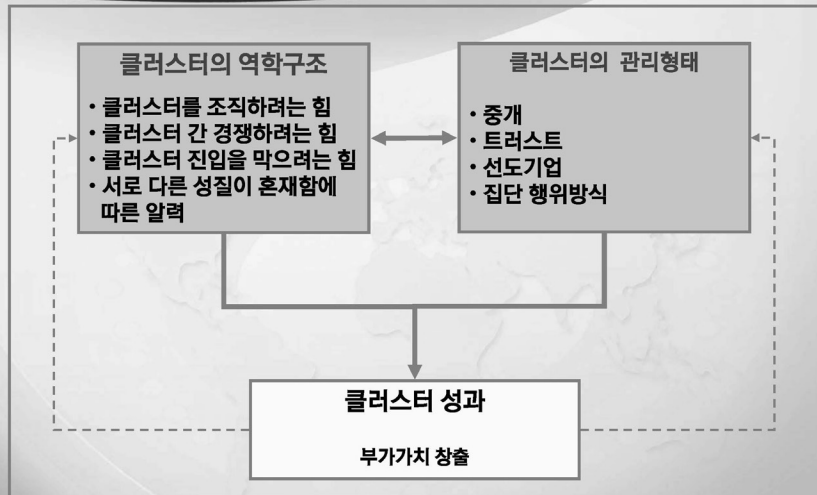 클러스터의 역학구조
· 클러스터를 조직하려는 힘
· 클러스터 간 경쟁하려는 힘
· 클러스터 진입을 막으려는 힘
· 서로 다른 성질이 혼재함에
따른 알력
클러스터의 관리형태
· 중개
· 트러스트
· 선도기업
· 집단 행위방식
클러스터 성과
부가가치 창출